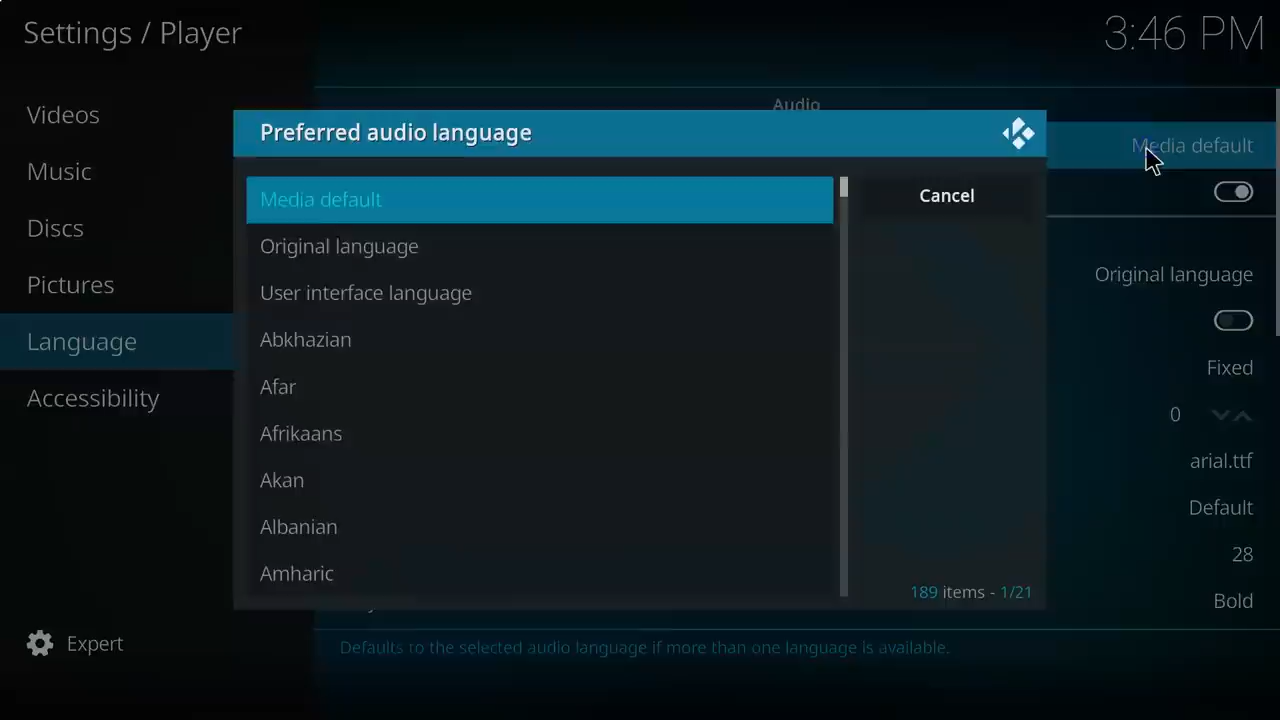 Settings / Player
3:46 PM
Videos
Music
Discs
Pictures
Language
Accessibility
Expert
Audio
Preferred audio language
Media default
Original language
User interface language
Abkhazian
Afar
Afrikaans
Akan
Albanian
Amharic
Cancel
189 items - 1/21
Media default
Original language
Fixed
0
arial.ttf
Default
28
Bold
Defaults to the selected audio language if more than one language is available.